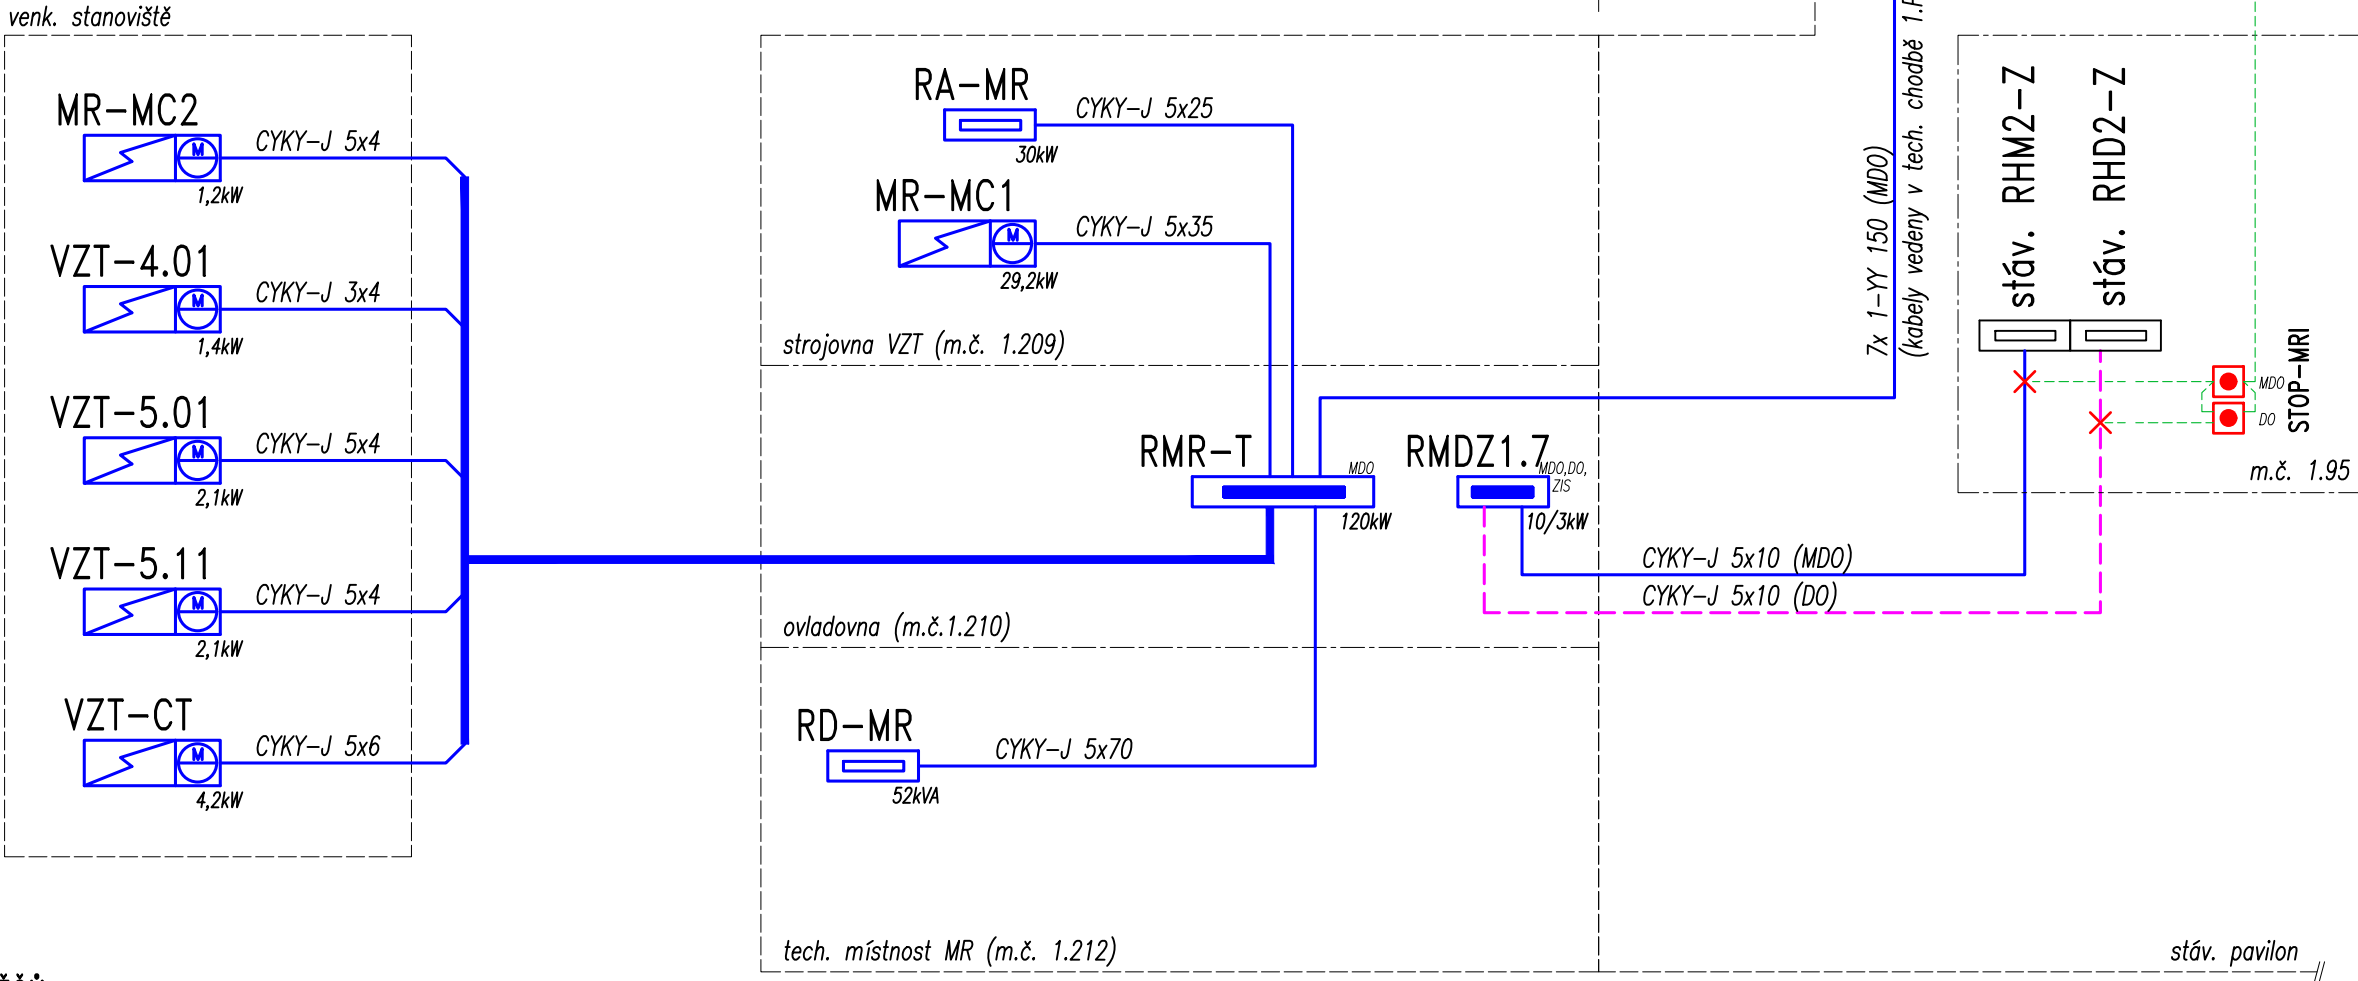 venk. stanoviště
MR-MC2
CYKY-J 5x4
M
1,2kW
VZT-4.01
CYKY-J 3x4
M
1,4kW
VZT-5.01
CYKY-J 5x4
M
2,1kW
VZT-5.11
CYKY-J 5x4
M
2,1kW
VZT-CT
CYKY-J 5x6
M
4,2kW
RA-MR
CYKY-J 5x25
30kW
MR-MC1
CYKY-J 5x35
M
29,2kW
strojovna VZT (m.č. 1.209)
RMR-T
MDO
120kW
RMDZ1.7
MDO,DO,
ZIS
10/3kW
CYKY-J 5x10 (MDO)
CYKY-J 5x10 (DO)
ovladovna (m.č.1.210)
RD-MR
CYKY-J 5x70
52kVA
tech. místnost MR (m.č. 1.212)
7x 1-YY 150 (MDO)
(kabely vedeny v tech. chodbě
stáv. RHM2-Z
stáv. RHD2-Z
MDO
DO
STOP-MRI
m.č. 1.95
stáv. pavilon